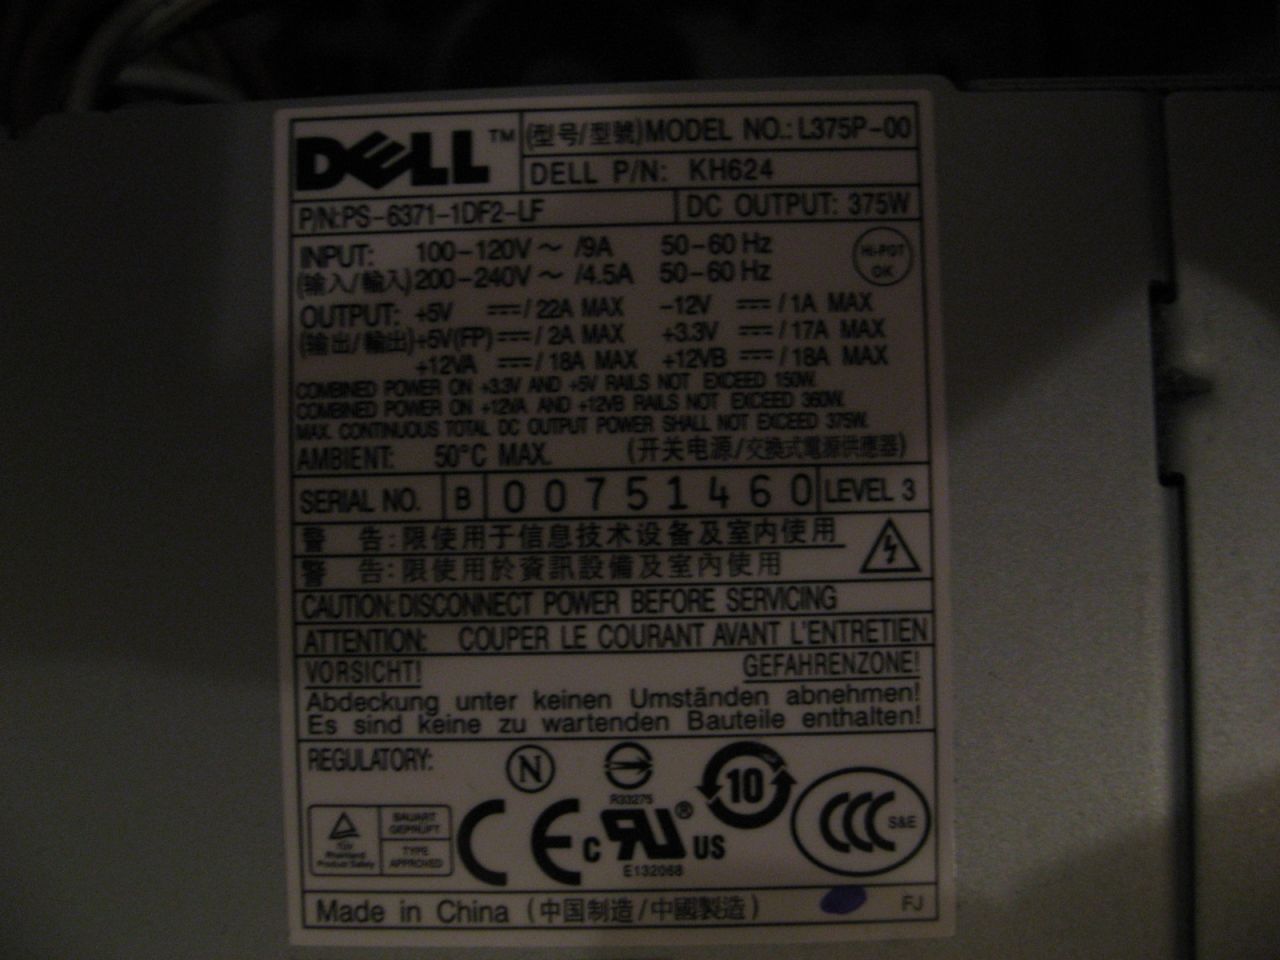 DELL™
(型号/型號)MODEL NO.: L375P-00
DELL P/N: KH624
P/N:PS-6371-1DF2-LF
DC OUTPUT: 375W
INPUT: 100-120V ~ /9A 50-60 Hz
(输入/輸入)200-240V ~ /4.5A 50-60 Hz
HI-POT
OK
OUTPUT: +5V ⎓/22A MAX -12V ⎓/1A MAX
(输出/輸出)+5V(FP)⎓/2A MAX +3.3V ⎓/17A MAX
+12VA ⎓/18A MAX +12VB ⎓/18A MAX
COMBINED POWER ON +3.3V AND +5V RAILS NOT EXCEED 150W.
COMBINED POWER ON +12VA AND +12VB RAILS NOT EXCEED 360W.
MAX. CONTINUOUS TOTAL DC OUTPUT POWER SHALL NOT EXCEED 375W.
AMBIENT: 50°C MAX. (开关电源/交換式電源供應器)
SERIAL NO. B 00751460 LEVEL 3
警 告:限使用于信息技术设备及室内使用
警 告:限使用於資訊設備及室內使用
CAUTION:DISCONNECT POWER BEFORE SERVICING
ATTENTION: COUPER LE COURANT AVANT L'ENTRETIEN
VORSICHT! GEFAHRENZONE!
Abdeckung unter keinen Umständen abnehmen!
Es sind keine zu wartenden Bauteile enthalten!
REGULATORY:
N
R33275
10
CCC S&E
TÜV
Rheinland
Product Safety
BAUART
GEPRÜFT
TYPE
APPROVED
CE
c RU® US
E132068
Made in China (中国制造/中國製造)
FJ